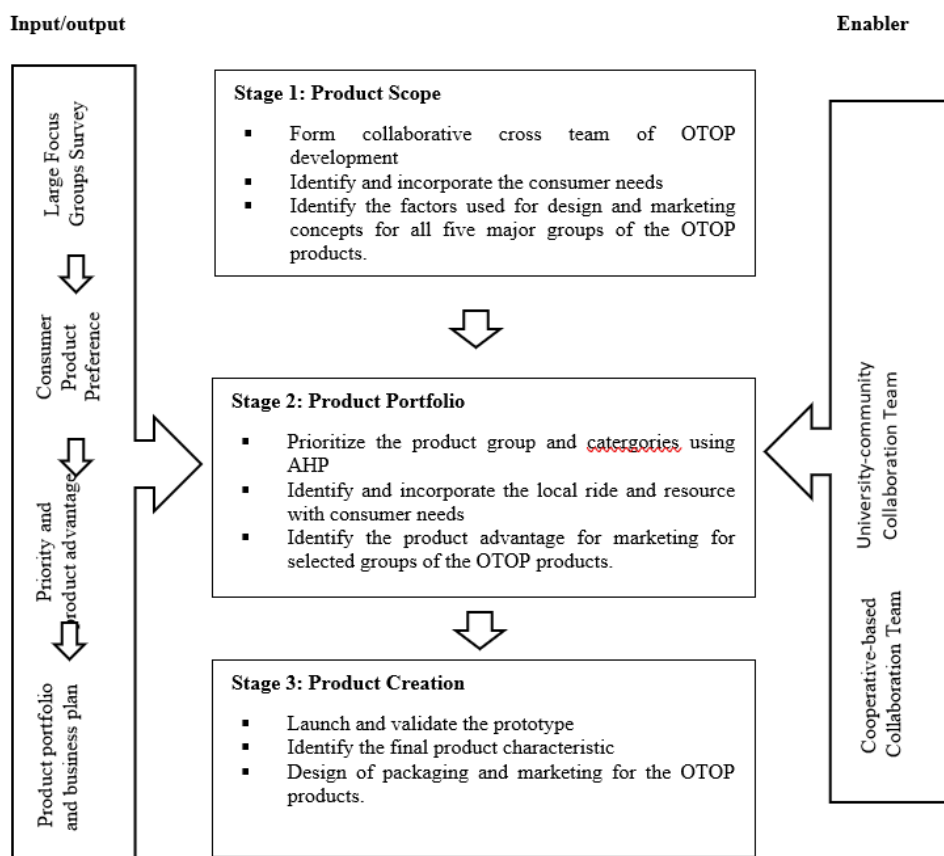 Input/output
Enabler
Large Focus
Groups Survey
Consumer
Product
Preference
Priority and
product advantage
Product portfolio
and business plan
Stage 1: Product Scope
▪ Form collaborative cross team of OTOP
development
▪ Identify and incorporate the consumer needs
▪ Identify the factors used for design and marketing
concepts for all five major groups of the OTOP
products.
Stage 2: Product Portfolio
▪ Prioritize the product group and catergories using
AHP
▪ Identify and incorporate the local ride and resource
with consumer needs
▪ Identify the product advantage for marketing for
selected groups of the OTOP products.
Stage 3: Product Creation
▪ Launch and validate the prototype
▪ Identify the final product characteristic
▪ Design of packaging and marketing for the OTOP
products.
University-community
Collaboration Team
Cooperative-based
Collaboration Team